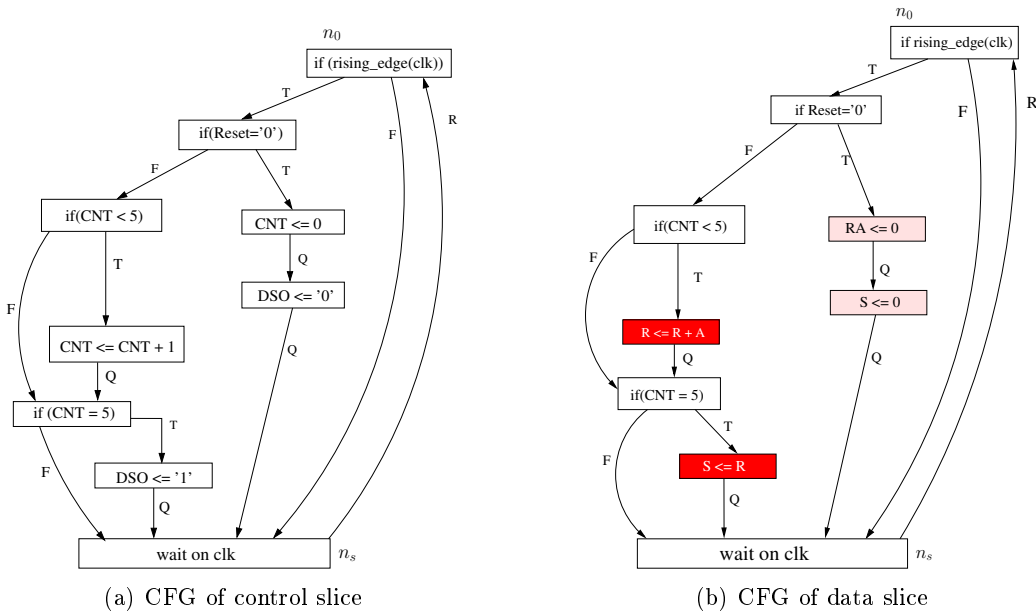 n0
if (rising_edge(clk))
T
F
R
if(Reset='0')
F
T
if(CNT < 5)
CNT <= 0
T
Q
F
DSO <= '0'
CNT <= CNT + 1
Q
Q
if (CNT = 5)
T
F
DSO <= '1'
Q
wait on clk
ns
(a) CFG of control slice
n0
if rising_edge(clk)
T
F
R
if Reset='0'
F
T
if(CNT < 5)
RA <= 0
F
T
Q
S <= 0
R <= R + A
Q
Q
if(CNT = 5)
T
F
S <= R
Q
wait on clk
ns
(b) CFG of data slice